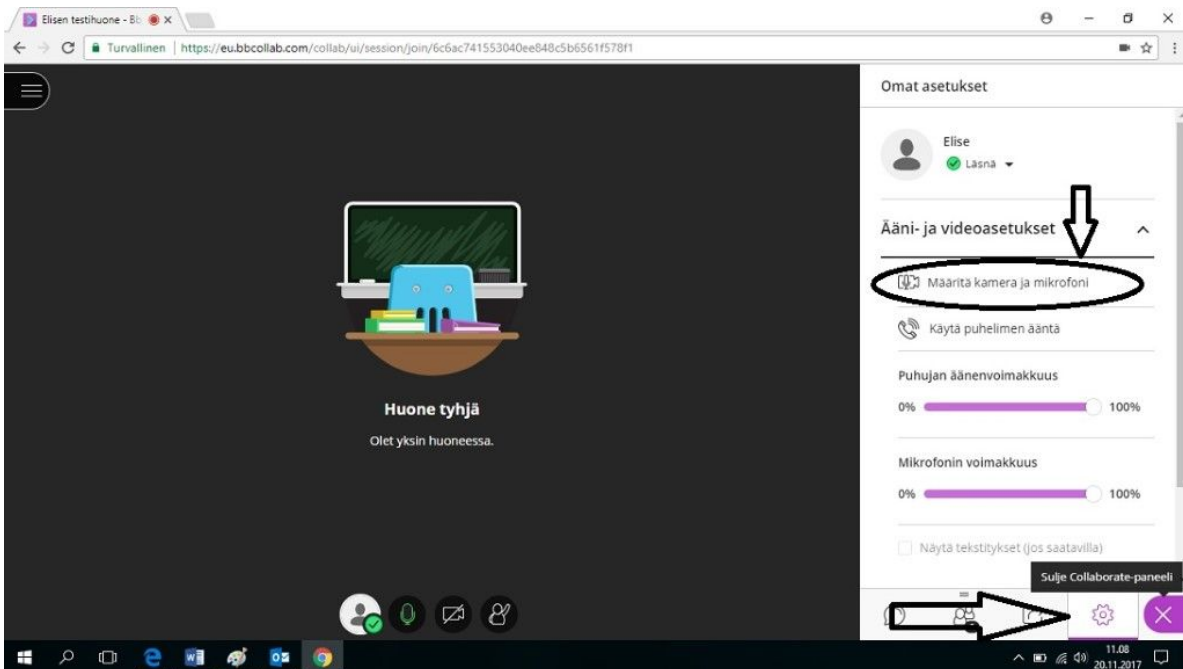 Elisen testihuone - Bb
Turvallinen
https://eu.bbcollab.com/collab/ui/session/join/6c6ac741553040ee848c5b6561f578f1
Omat asetukset
Elise
Läsnä
Ääni- ja videoasetukset
Määritä kamera ja mikrofoni
Käytä puhelimen ääntä
Puhujan äänenvoimakkuus
0% 100%
Mikrofonin voimakkuus
0% 100%
Näytä tekstitykset (jos saatavilla)
Sulje Collaborate-paneeli
Huone tyhjä
Olet yksin huoneessa.
11.08
20.11.2017